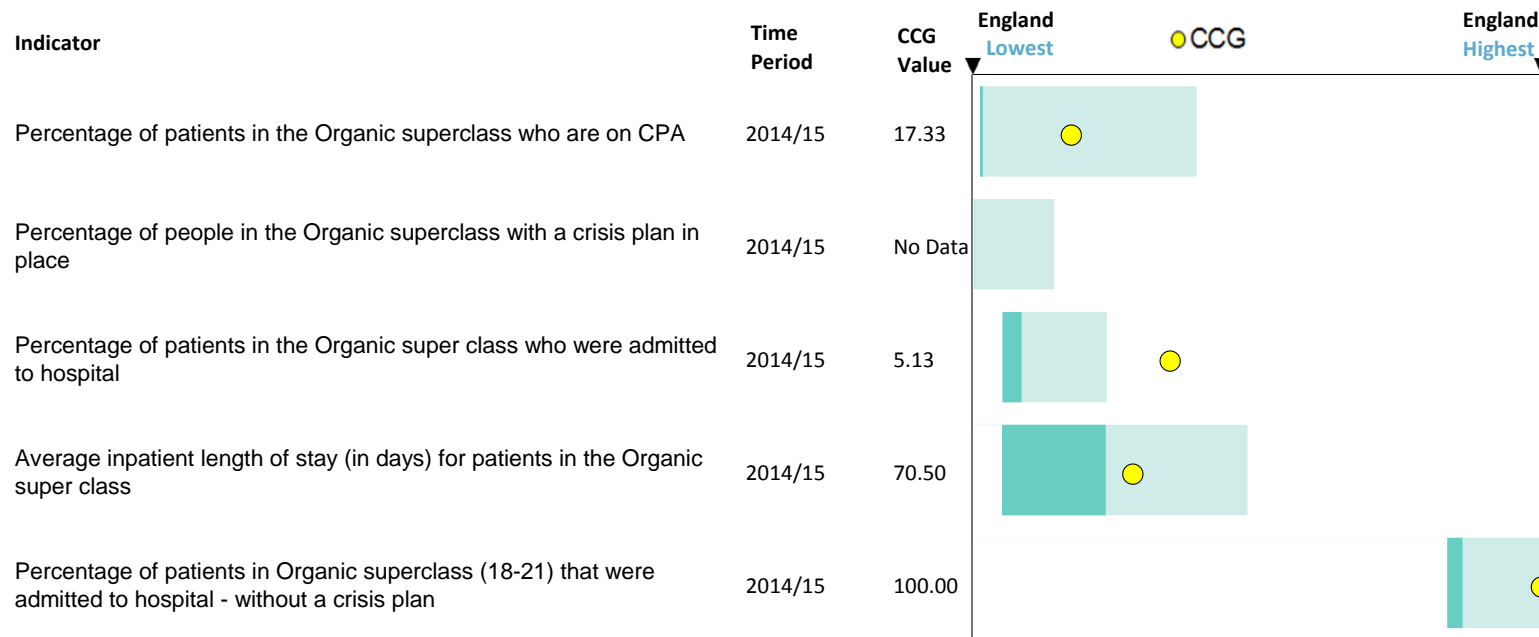 Indicator
Time
Period
CCG
Value
England
Lowest
CCG
England
Highest
Percentage of patients in the Organic superclass who are on CPA
2014/15
17.33
Percentage of people in the Organic superclass with a crisis plan in
place
2014/15
No Data
Percentage of patients in the Organic super class who were admitted
to hospital
2014/15
5.13
Average inpatient length of stay (in days) for patients in the Organic
super class
2014/15
70.50
Percentage of patients in Organic superclass (18-21) that were
admitted to hospital - without a crisis plan
2014/15
100.00